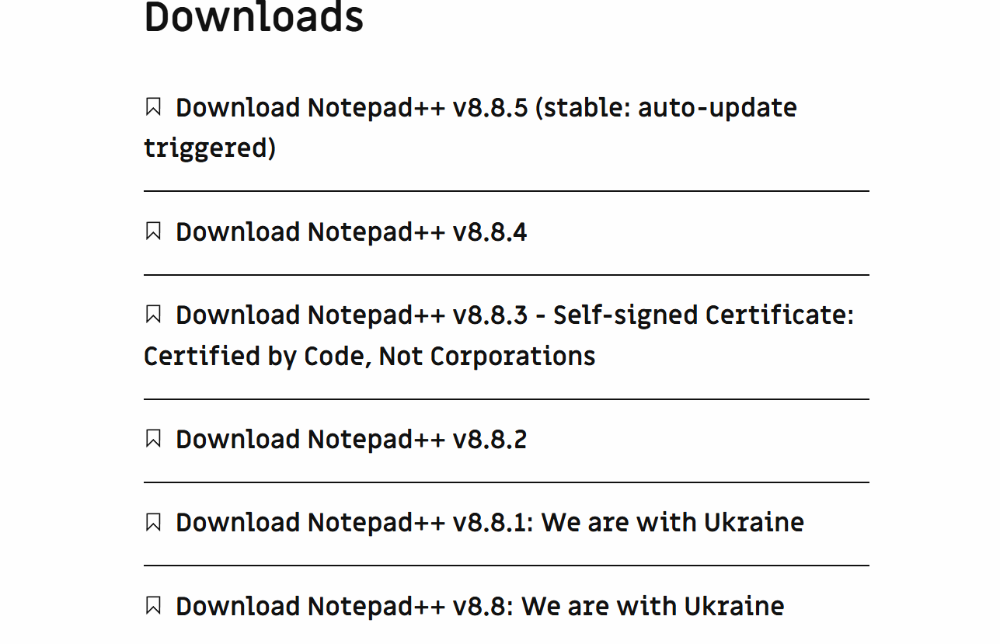 Downloads
Download Notepad++ v8.8.5 (stable: auto-update
triggered)
Download Notepad++ v8.8.4
Download Notepad++ v8.8.3 - Self-signed Certificate:
Certified by Code, Not Corporations
Download Notepad++ v8.8.2
Download Notepad++ v8.8.1: We are with Ukraine
Download Notepad++ v8.8: We are with Ukraine